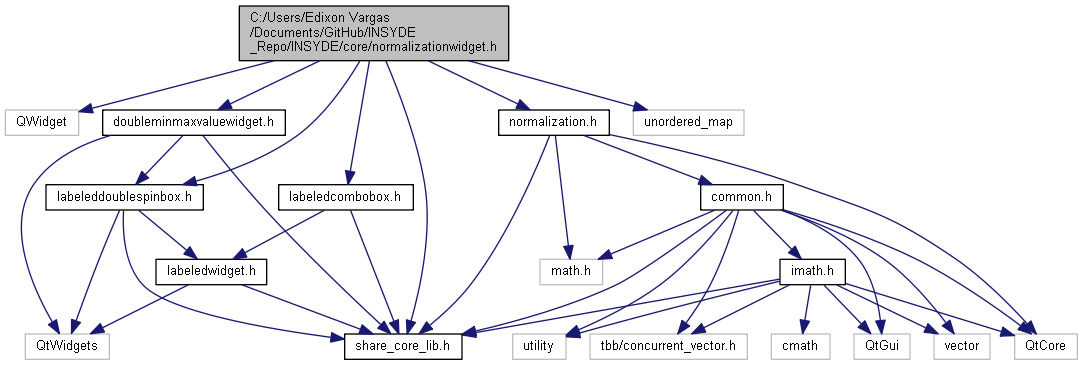 C:/Users/Edixon Vargas
/Documents/GitHub/INSYDE
_Repo/INSYDE/core/normalizationwidget.h
QWidget
doubleminmaxvaluewidget.h
normalization.h
unordered_map
labeleddoublespinbox.h
labeledcombobox.h
common.h
labeledwidget.h
math.h
imath.h
QtWidgets
share_core_lib.h
utility
tbb/concurrent_vector.h
cmath
QtGui
vector
QtCore